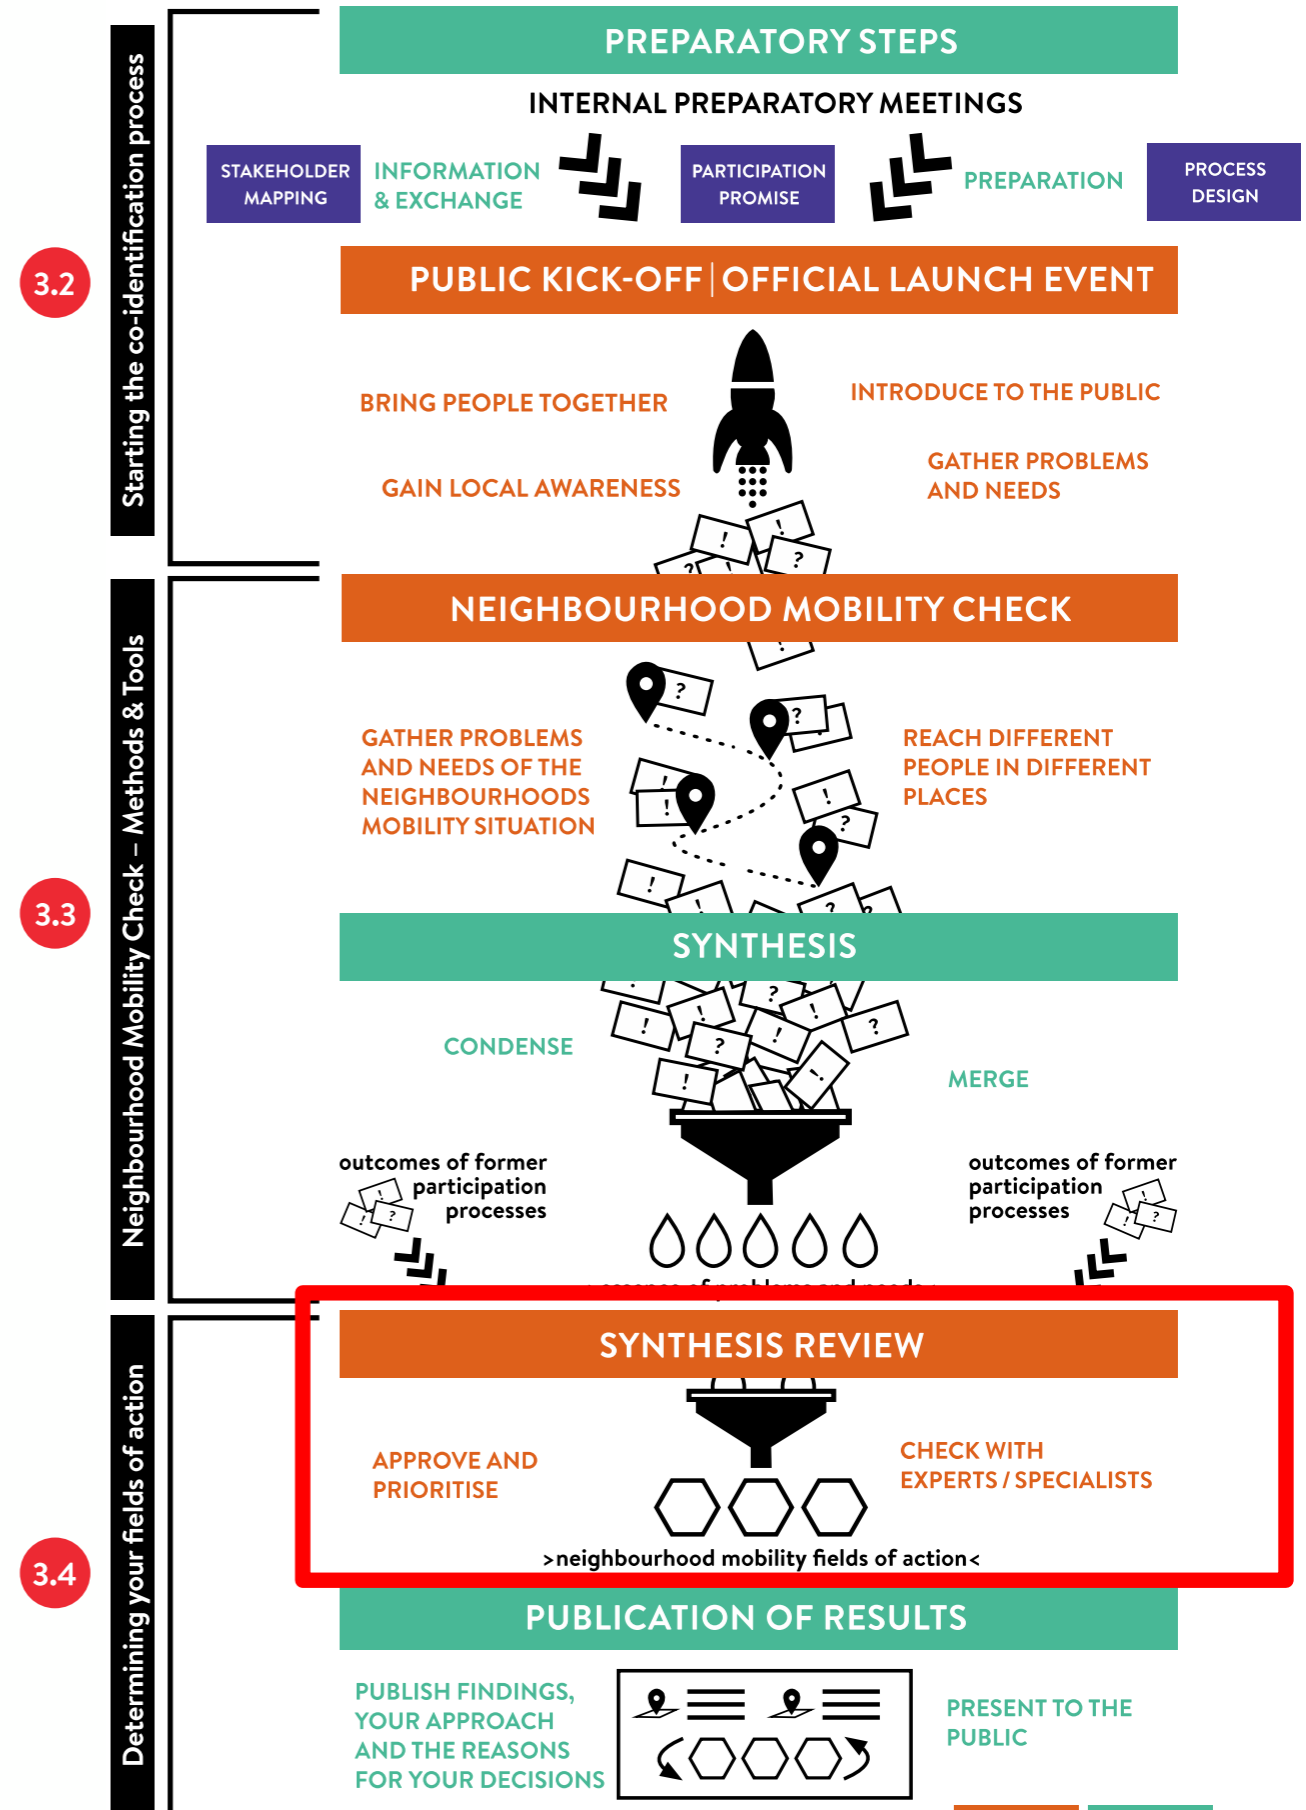 PREPARATORY STEPS
INTERNAL PREPARATORY MEETINGS
STAKEHOLDER
MAPPING
INFORMATION
& EXCHANGE
PARTICIPATION
PROMISE
PREPARATION
PROCESS
DESIGN
3.2
Starting the co-identification process
PUBLIC KICK-OFF | OFFICIAL LAUNCH EVENT
BRING PEOPLE TOGETHER
INTRODUCE TO THE PUBLIC
GAIN LOCAL AWARENESS
GATHER PROBLEMS
AND NEEDS
!
!
?
?
NEIGHBOURHOOD MOBILITY CHECK
3.3
Neighbourhood Mobility Check – Methods & Tools
?
?
GATHER PROBLEMS
AND NEEDS OF THE
NEIGHBOURHOODS
MOBILITY SITUATION
REACH DIFFERENT
PEOPLE IN DIFFERENT
PLACES
!
!
!
?
!
!
?
?
SYNTHESIS
?
!
!
!
!
?
?
!
!
CONDENSE
MERGE
outcomes of former
participation
processes
!
!
?
outcomes of former
participation
processes
!
!
?
essence of problems and needs
3.4
Determining your fields of action
SYNTHESIS REVIEW
APPROVE AND
PRIORITISE
CHECK WITH
EXPERTS / SPECIALISTS
>neighbourhood mobility fields of action<
PUBLICATION OF RESULTS
PUBLISH FINDINGS,
YOUR APPROACH
AND THE REASONS
FOR YOUR DECISIONS
PRESENT TO THE
PUBLIC